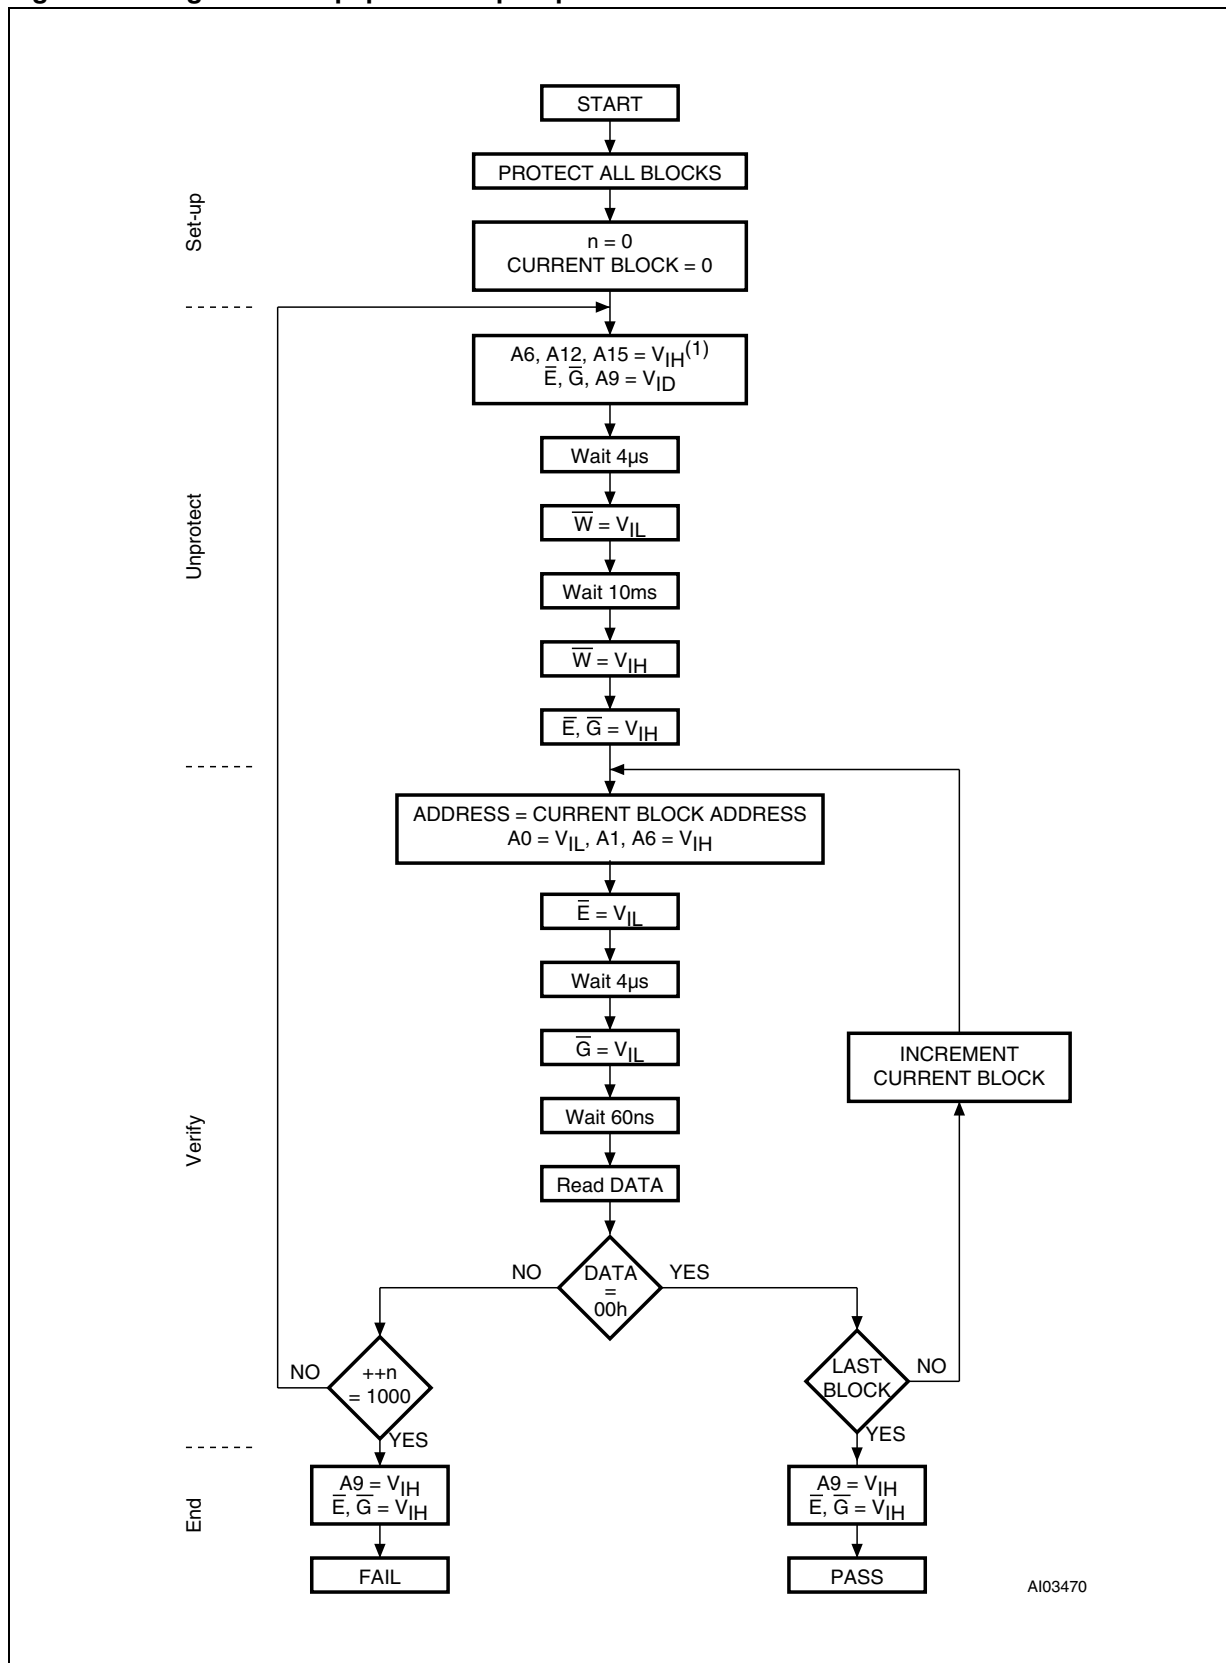 START
PROTECT ALL BLOCKS
Set-up
n = 0
CURRENT BLOCK = 0
A6, A12, A15 = VIH(1)
E̅, G̅, A9 = VID
Wait 4µs
Unprotect
W̅ = VIL
Wait 10ms
W̅ = VIH
E̅, G̅ = VIH
ADDRESS = CURRENT BLOCK ADDRESS
A0 = VIL, A1, A6 = VIH
E̅ = VIL
Wait 4µs
G̅ = VIL
INCREMENT
CURRENT BLOCK
Wait 60ns
Verify
Read DATA
NO
DATA
=
00h
YES
NO
++n
= 1000
YES
LAST
BLOCK
NO
YES
End
A9 = VIH
E̅, G̅ = VIH
A9 = VIH
E̅, G̅ = VIH
FAIL
PASS
AI03470